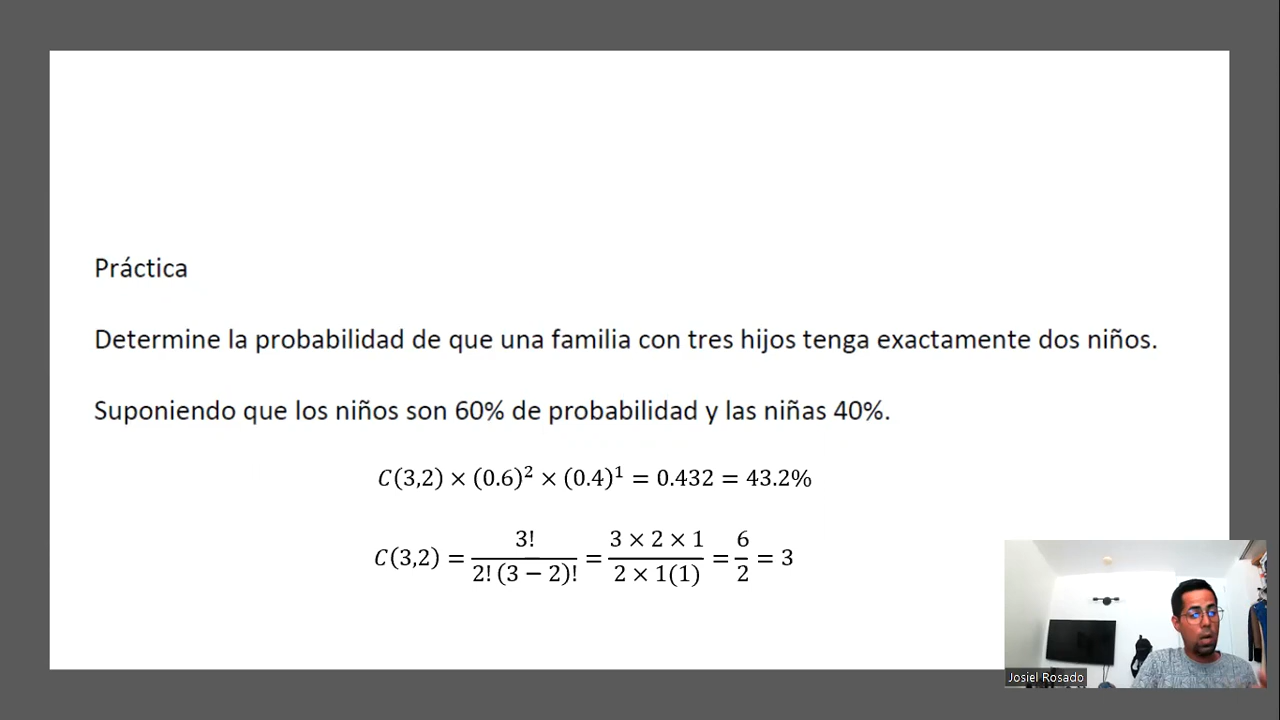 Práctica
Determine la probabilidad de que una familia con tres hijos tenga exactamente dos niños.
Suponiendo que los niños son 60% de probabilidad y las niñas 40%.
C(3,2) × (0.6)² × (0.4)¹ = 0.432 = 43.2%
C(3,2) = 3! / 2! (3 − 2)! = 3 × 2 × 1 / 2 × 1(1) = 6 / 2 = 3
Josiel Rosado